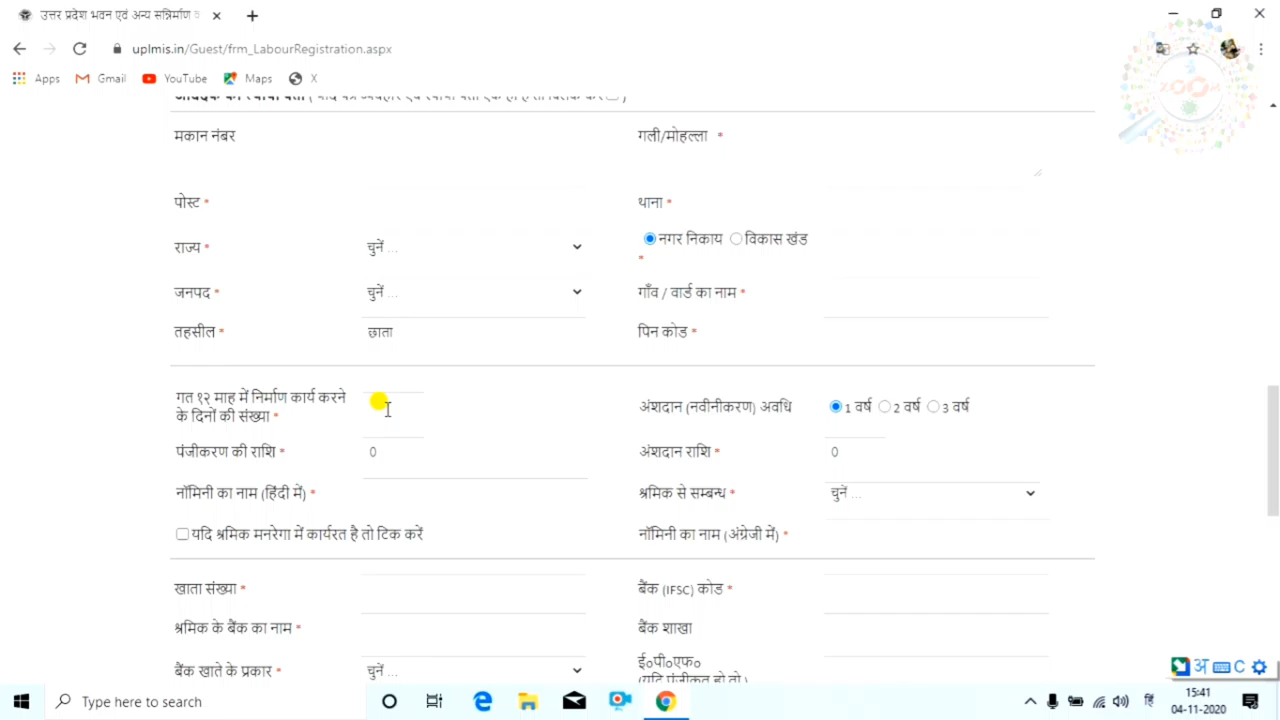 उत्तर प्रदेश भवन एवं अन्य सन्निर्माण
uplmis.in/Guest/frm_LabourRegistration.aspx
Apps Gmail YouTube Maps X
ZOOM
मकान नंबर
गली/मोहल्ला *
पोस्ट *
थाना *
राज्य * चुनें ...
नगर निकाय विकास खंड
*
जनपद * चुनें ...
गाँव / वार्ड का नाम *
तहसील * छाता
पिन कोड *
गत १२ माह में निर्माण कार्य करने
के दिनों की संख्या *
अंशदान (नवीनीकरण) अवधि 1 वर्ष 2 वर्ष 3 वर्ष
पंजीकरण की राशि * 0
अंशदान राशि * 0
नॉमिनी का नाम (हिंदी में) *
श्रमिक से सम्बन्ध * चुनें ...
यदि श्रमिक मनरेगा में कार्यरत है तो टिक करें
नॉमिनी का नाम (अंग्रेजी में) *
खाता संख्या *
बैंक (IFSC) कोड *
श्रमिक के बैंक का नाम *
बैंक शाखा
बैंक खाते के प्रकार * चुनें ...
ई०पी०एफ०
(यदि पंजीकृत हो तो )
अ
Type here to search
हिं
15:41
04-11-2020